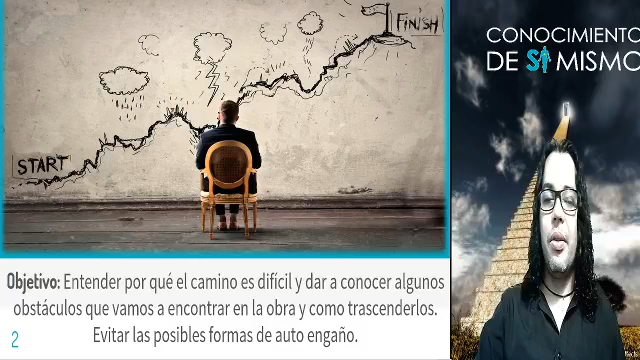 START
FINISH
Objetivo: Entender por qué el camino es difícil y dar a conocer algunos
obstáculos que vamos a encontrar en la obra y como trascenderlos.
Evitar las posibles formas de auto engaño.
2
CONOCIMIENTO
DE SÍ MISMO